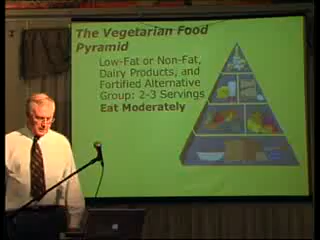 The Vegetarian Food
Pyramid
Low-Fat or Non-Fat,
Dairy Products, and
Fortified Alternative
Group: 2-3 Servings
Eat Moderately